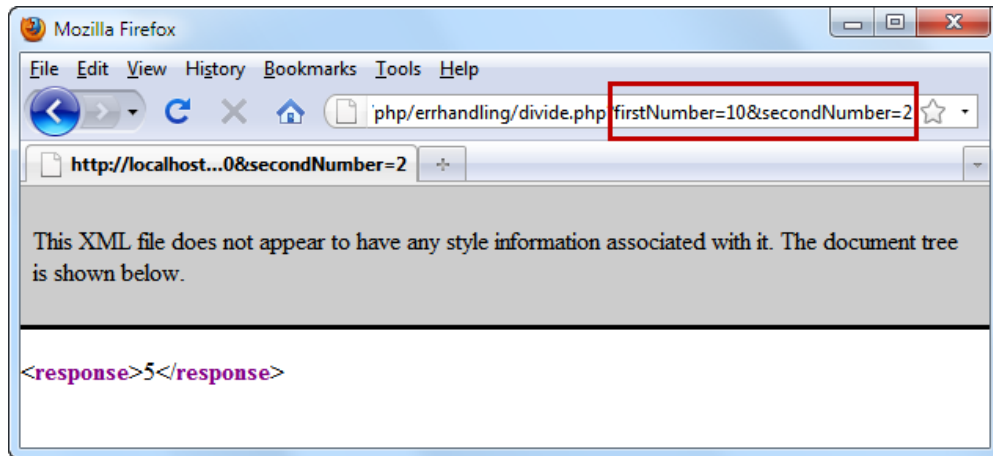 Mozilla Firefox
File Edit View History Bookmarks Tools Help
php/errhandling/divide.php?firstNumber=10&secondNumber=2
http://localhost...0&secondNumber=2
This XML file does not appear to have any style information associated with it. The document tree
is shown below.
<response>5</response>